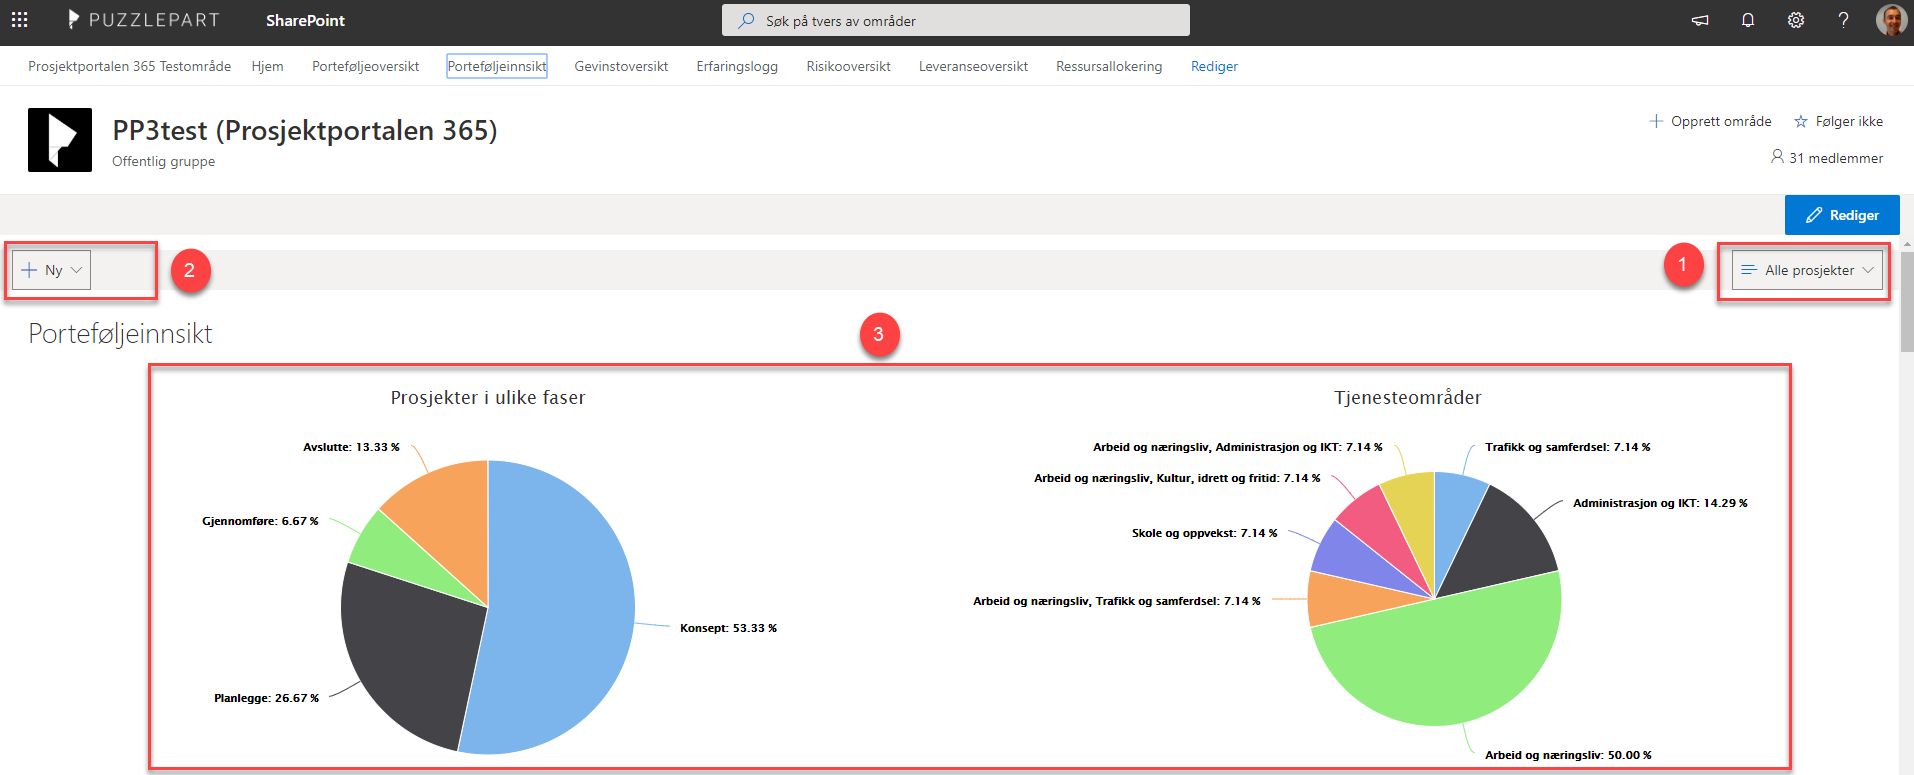 PUZZLEPART SharePoint Søk på tvers av områder
Prosjektportalen 365 Testområde Hjem Porteføljeoversikt Porteføljeinnsikt Gevinstoversikt Erfaringslogg Risikooversikt Leveranseoversikt Ressursallokering Rediger
PP3test (Prosjektportalen 365)
Offentlig gruppe
Opprett område Følger ikke
31 medlemmer
Rediger
Ny 2 1 Alle prosjekter
Porteføljeinnsikt
3
Prosjekter i ulike faser
Avslutte: 13.33 %
Gjennomføre: 6.67 %
Konsept: 53.33 %
Planlegge: 26.67 %
Tjenesteområder
Arbeid og næringsliv, Administrasjon og IKT: 7.14 %
Trafikk og samferdsel: 7.14 %
Arbeid og næringsliv, Kultur, idrett og fritid: 7.14 %
Administrasjon og IKT: 14.29 %
Skole og oppvekst: 7.14 %
Arbeid og næringsliv, Trafikk og samferdsel: 7.14 %
Arbeid og næringsliv: 50.00 %